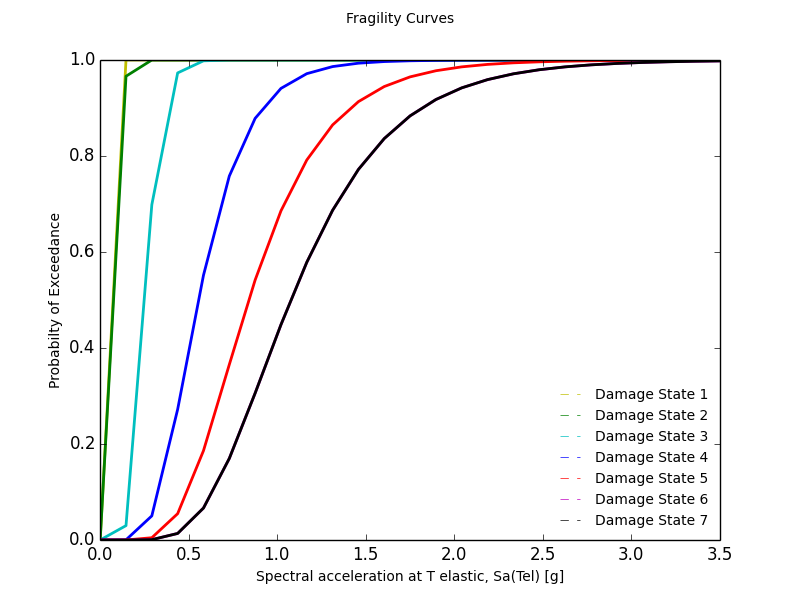 Fragility Curves
1.0
0.8
0.6
0.4
0.2
0.0
Probabilty of Exceedance
Damage State 1
Damage State 2
Damage State 3
Damage State 4
Damage State 5
Damage State 6
Damage State 7
0.0 0.5 1.0 1.5 2.0 2.5 3.0 3.5
Spectral acceleration at T elastic, Sa(Tel) [g]